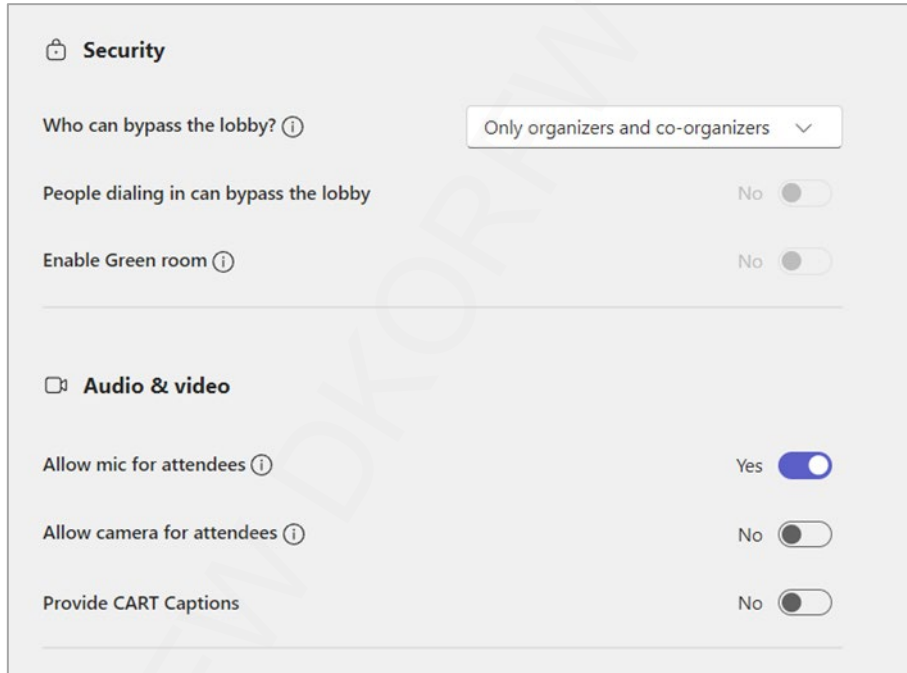 Security
Who can bypass the lobby?
Only organizers and co-organizers
People dialing in can bypass the lobby
No
Enable Green room
No
Audio & video
Allow mic for attendees
Yes
Allow camera for attendees
No
Provide CART Captions
No
DKORFW